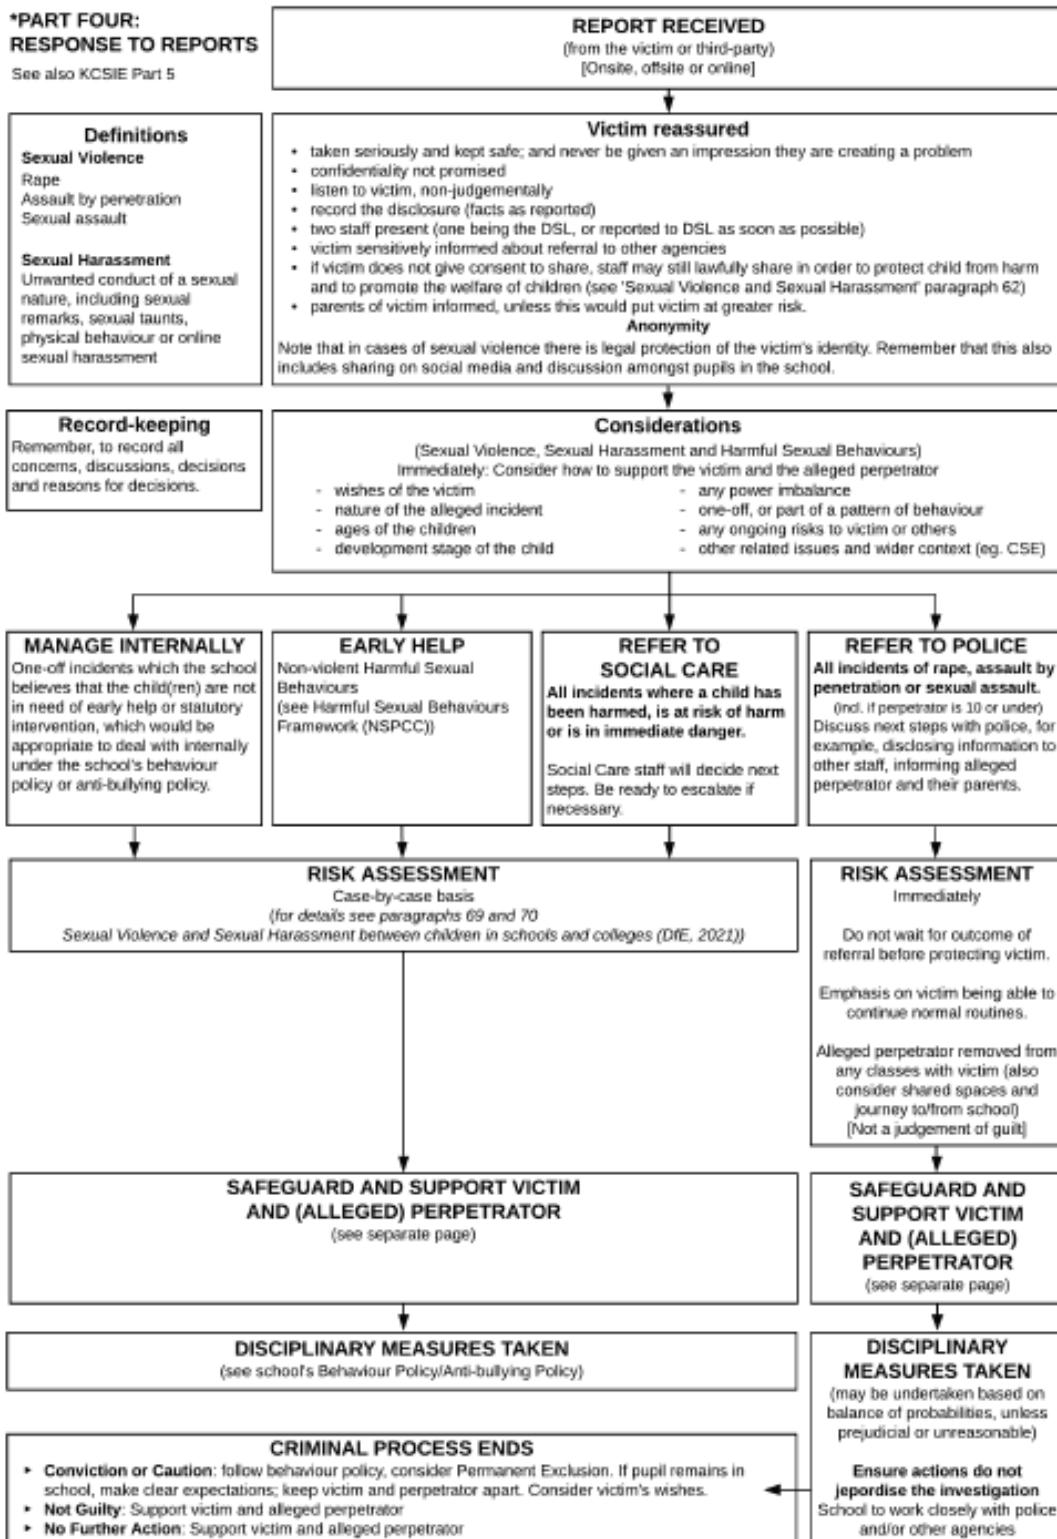 *PART FOUR:
RESPONSE TO REPORTS
See also KCSIE Part 5
REPORT RECEIVED
(from the victim or third-party)
[Onsite, offsite or online]
Definitions
Sexual Violence
Rape
Assault by penetration
Sexual assault
Sexual Harassment
Unwanted conduct of a sexual
nature, including sexual
remarks, sexual taunts,
physical behaviour or online
sexual harassment
Victim reassured
• taken seriously and kept safe; and never be given an impression they are creating a problem
• confidentiality not promised
• listen to victim, non-judgementally
• record the disclosure (facts as reported)
• two staff present (one being the DSL, or reported to DSL as soon as possible)
• victim sensitively informed about referral to other agencies
• if victim does not give consent to share, staff may still lawfully share in order to protect child from harm
and to promote the welfare of children (see 'Sexual Violence and Sexual Harassment' paragraph 62)
• parents of victim informed, unless this would put victim at greater risk.
Anonymity
Note that in cases of sexual violence there is legal protection of the victim's identity. Remember that this also
includes sharing on social media and discussion amongst pupils in the school.
Record-keeping
Remember, to record all
concerns, discussions, decisions
and reasons for decisions.
Considerations
(Sexual Violence, Sexual Harassment and Harmful Sexual Behaviours)
Immediately: Consider how to support the victim and the alleged perpetrator
- wishes of the victim
- nature of the alleged incident
- ages of the children
- development stage of the child
- any power imbalance
- one-off, or part of a pattern of behaviour
- any ongoing risks to victim or others
- other related issues and wider context (eg. CSE)
MANAGE INTERNALLY
One-off incidents which the school
believes that the child(ren) are not
in need of early help or statutory
intervention, which would be
appropriate to deal with internally
under the school's behaviour
policy or anti-bullying policy.
EARLY HELP
Non-violent Harmful Sexual
Behaviours
(see Harmful Sexual Behaviours
Framework (NSPCC))
REFER TO
SOCIAL CARE
All incidents where a child has
been harmed, is at risk of harm
or is in immediate danger.
Social Care staff will decide next
steps. Be ready to escalate if
necessary.
REFER TO POLICE
All incidents of rape, assault by
penetration or sexual assault.
(incl. if perpetrator is 10 or under)
Discuss next steps with police, for
example, disclosing information to
other staff, informing alleged
perpetrator and their parents.
RISK ASSESSMENT
Case-by-case basis
(for details see paragraphs 69 and 70
Sexual Violence and Sexual Harassment between children in schools and colleges (DfE, 2021))
RISK ASSESSMENT
Immediately
Do not wait for outcome of
referral before protecting victim.
Emphasis on victim being able to
continue normal routines.
Alleged perpetrator removed from
any classes with victim (also
consider shared spaces and
journey to/from school)
[Not a judgement of guilt]
SAFEGUARD AND SUPPORT VICTIM
AND (ALLEGED) PERPETRATOR
(see separate page)
SAFEGUARD AND
SUPPORT VICTIM
AND (ALLEGED)
PERPETRATOR
(see separate page)
DISCIPLINARY MEASURES TAKEN
(see school's Behaviour Policy/Anti-bullying Policy)
DISCIPLINARY
MEASURES TAKEN
(may be undertaken based on
balance of probabilities, unless
prejudicial or unreasonable)
Ensure actions do not
jepordise the investigation
School to work closely with police
and/or other agencies
CRIMINAL PROCESS ENDS
‣ Conviction or Caution: follow behaviour policy, consider Permanent Exclusion. If pupil remains in
school, make clear expectations; keep victim and perpetrator apart. Consider victim's wishes.
‣ Not Guilty: Support victim and alleged perpetrator
‣ No Further Action: Support victim and alleged perpetrator